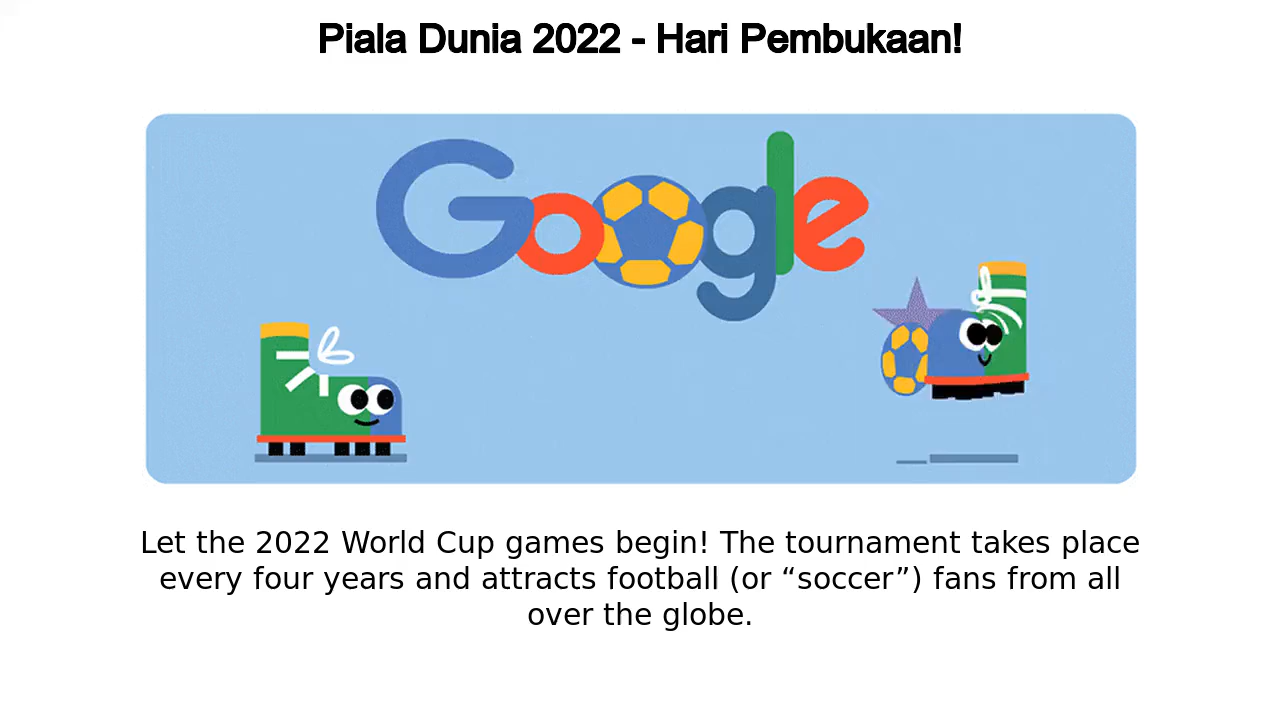 Piala Dunia 2022 - Hari Pembukaan!
Google
Let the 2022 World Cup games begin! The tournament takes place
every four years and attracts football (or “soccer”) fans from all
over the globe.